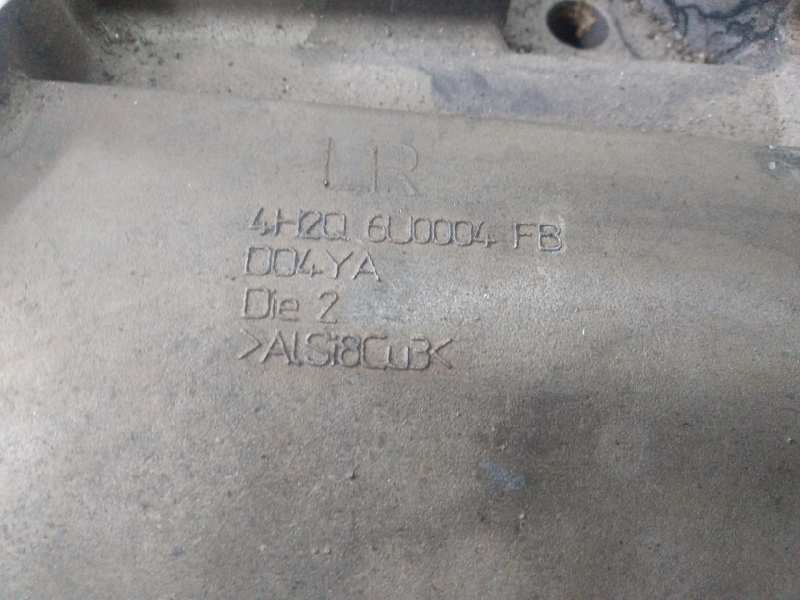 LR
4H2Q 6U0004 FB
D04YA
Die 2
>AlSi8Cu3<